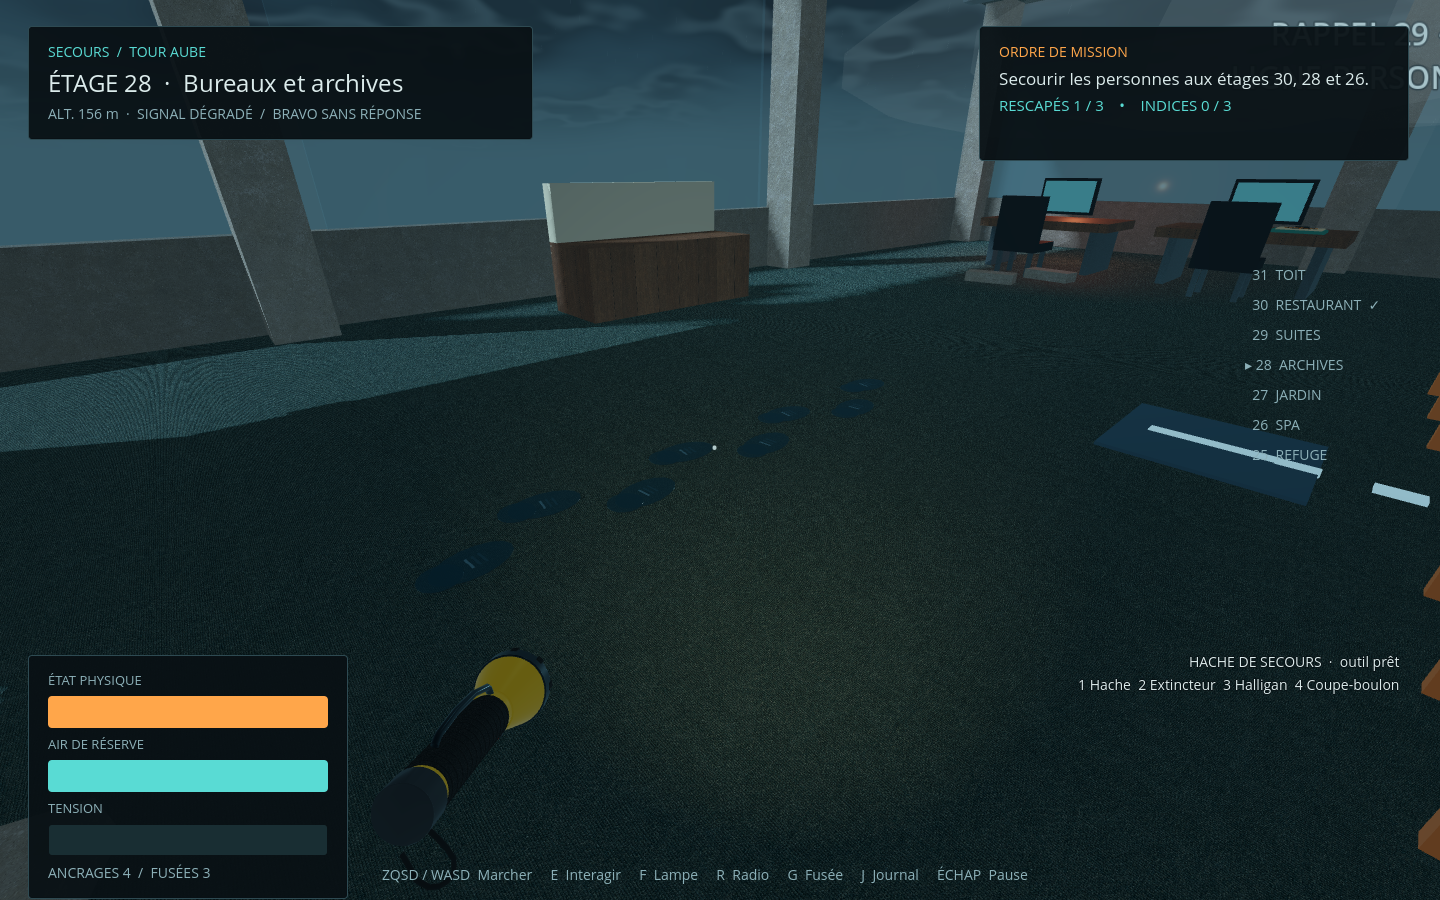 SECOURS / TOUR AUBE
ÉTAGE 28 · Bureaux et archives
ALT. 156 m · SIGNAL DÉGRADÉ / BRAVO SANS RÉPONSE
RAPPEL 29
ORDRE DE MISSION
Secourir les personnes aux étages 30, 28 et 26.
RESCAPÉS 1 / 3 • INDICES 0 / 3
31 TOIT
30 RESTAURANT ✓
29 SUITES
▸ 28 ARCHIVES
27 JARDIN
26 SPA
25 REFUGE
HACHE DE SECOURS · outil prêt
1 Hache 2 Extincteur 3 Halligan 4 Coupe-boulon
ÉTAT PHYSIQUE
AIR DE RÉSERVE
TENSION
ANCRAGES 4 / FUSÉES 3
ZQSD / WASD Marcher E Interagir F Lampe R Radio G Fusée J Journal ÉCHAP Pause